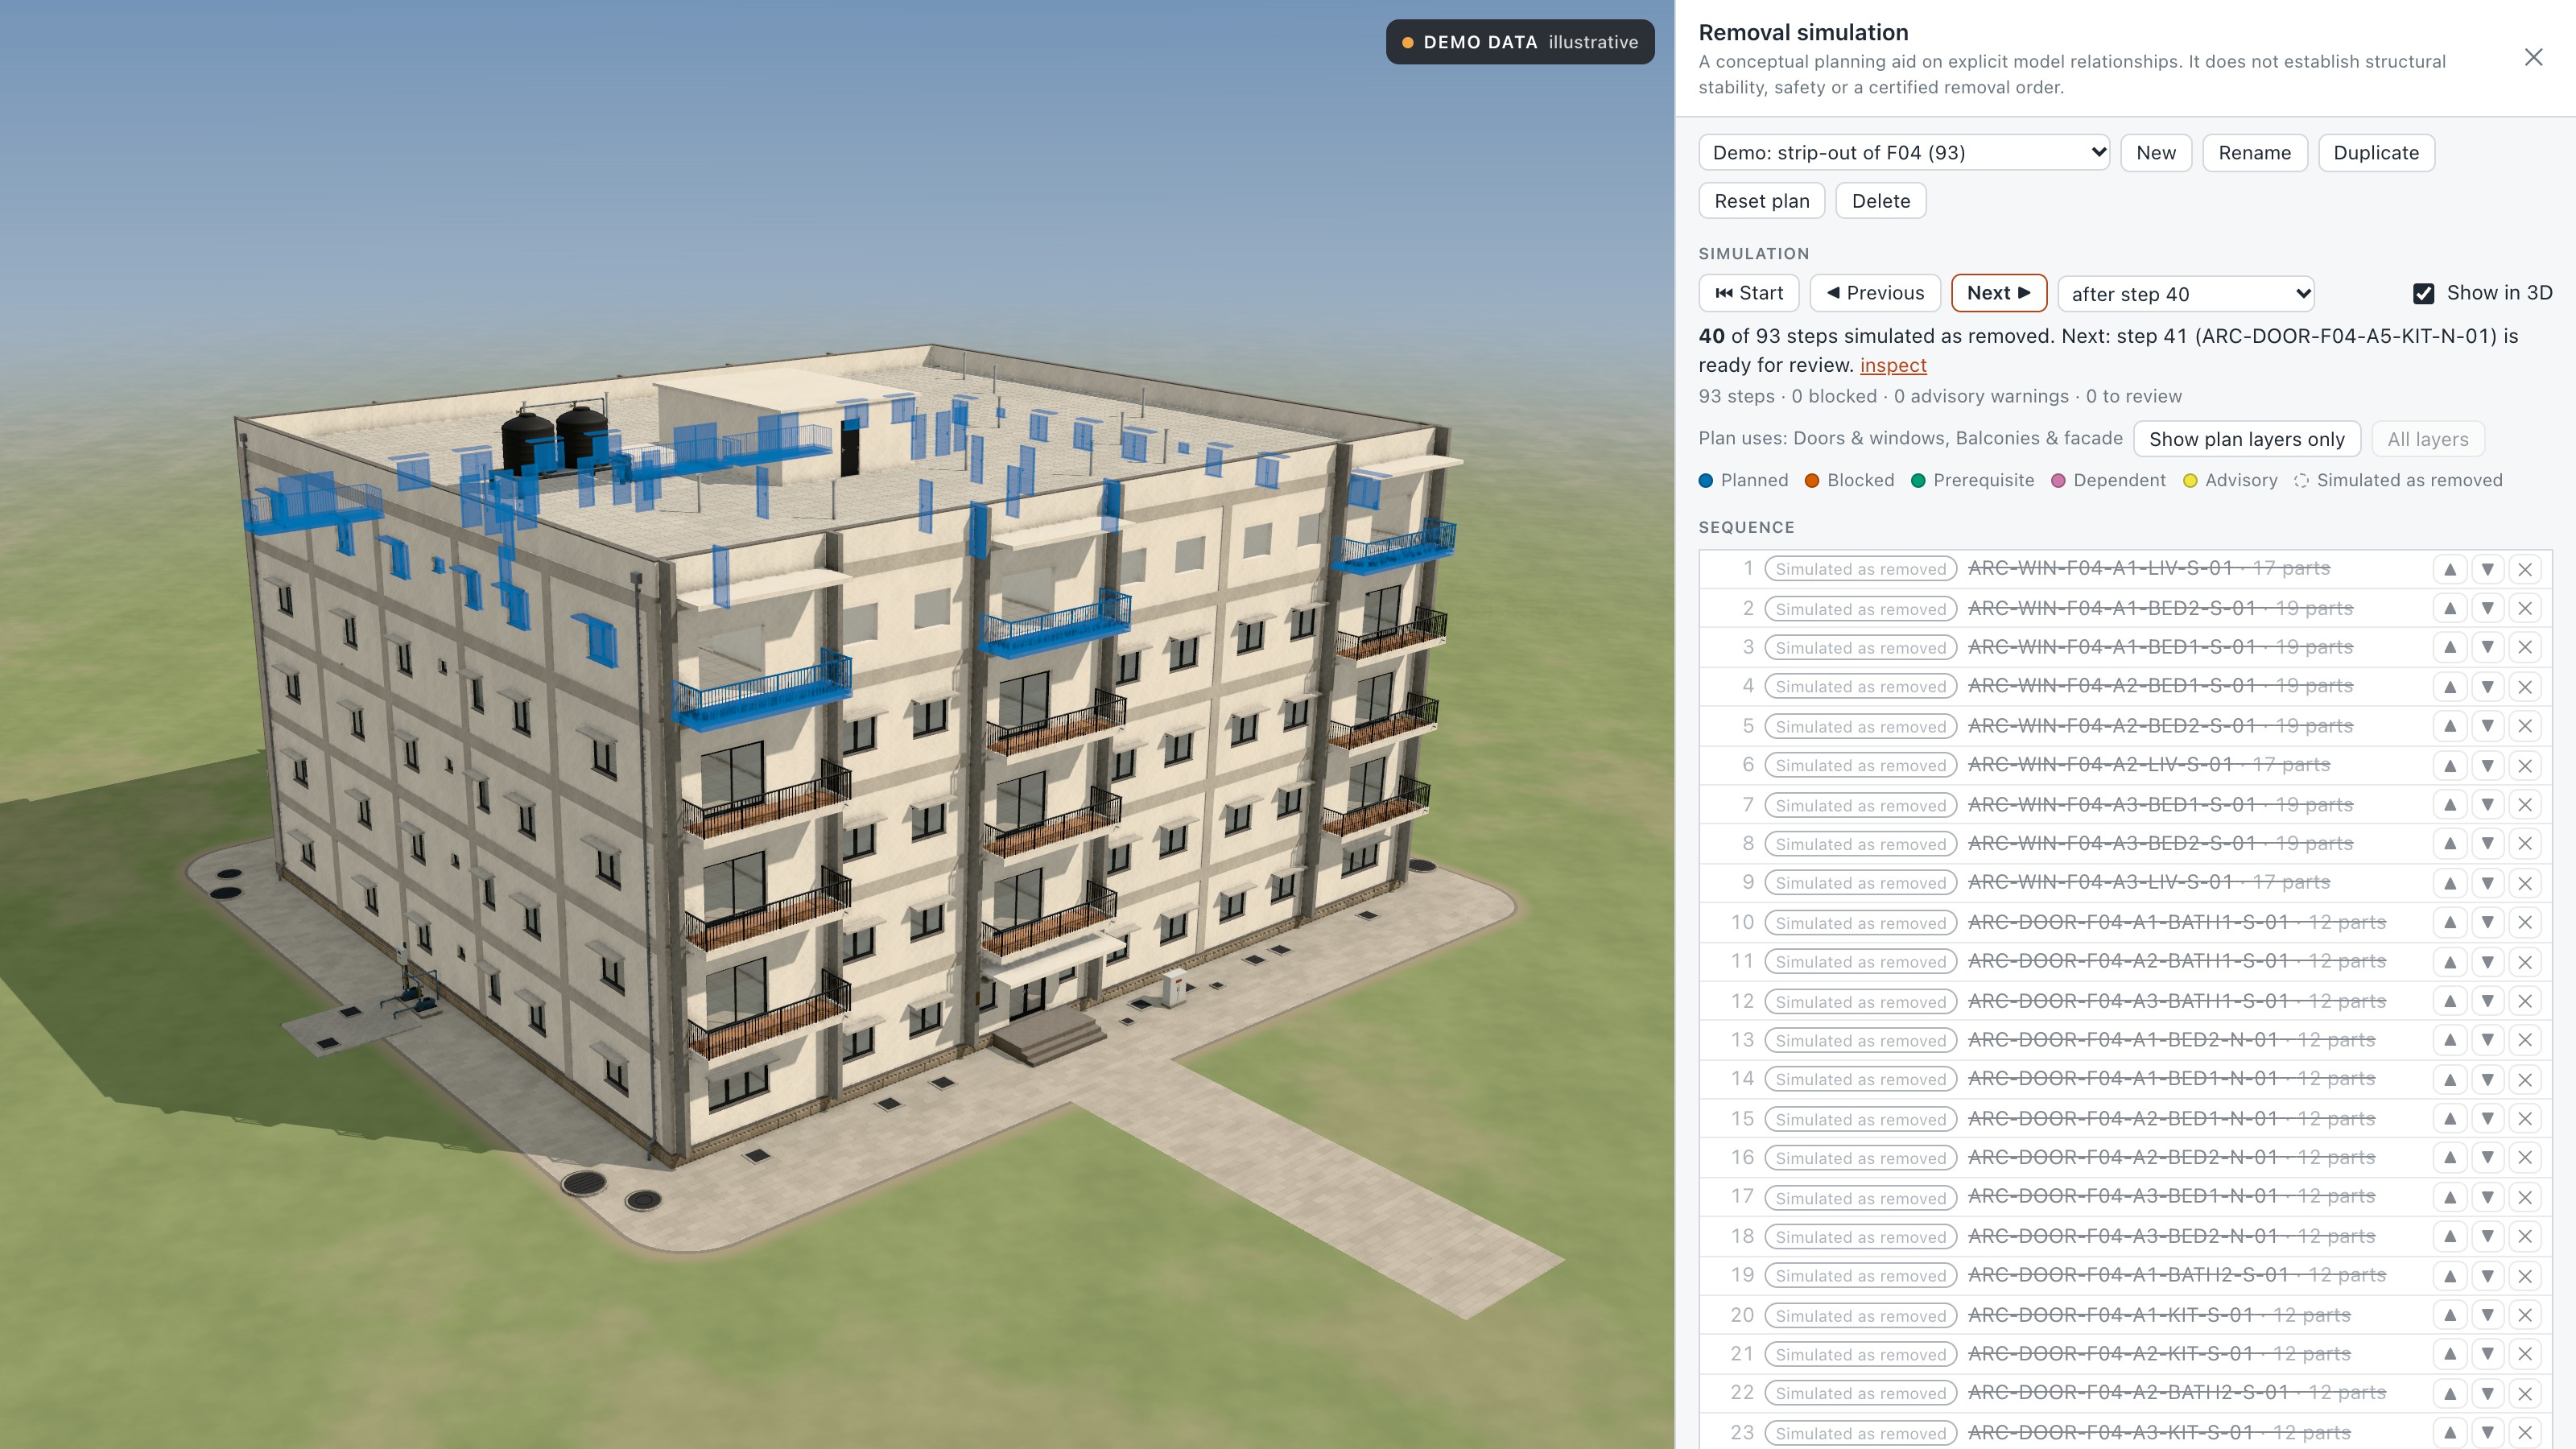 DEMO DATA illustrative
Removal simulation
A conceptual planning aid on explicit model relationships. It does not establish structural
stability, safety or a certified removal order.
Demo: strip-out of F04 (93)
New
Rename
Duplicate
Reset plan
Delete
SIMULATION
Start
Previous
Next
after step 40
Show in 3D
40 of 93 steps simulated as removed. Next: step 41 (ARC-DOOR-F04-A5-KIT-N-01) is
ready for review. inspect
93 steps · 0 blocked · 0 advisory warnings · 0 to review
Plan uses: Doors & windows, Balconies & facade
Show plan layers only
All layers
Planned
Blocked
Prerequisite
Dependent
Advisory
Simulated as removed
SEQUENCE
1 Simulated as removed ARC-WIN-F04-A1-LIV-S-01 · 17 parts
2 Simulated as removed ARC-WIN-F04-A1-BED2-S-01 · 19 parts
3 Simulated as removed ARC-WIN-F04-A1-BED1-S-01 · 19 parts
4 Simulated as removed ARC-WIN-F04-A2-BED1-S-01 · 19 parts
5 Simulated as removed ARC-WIN-F04-A2-BED2-S-01 · 19 parts
6 Simulated as removed ARC-WIN-F04-A2-LIV-S-01 · 17 parts
7 Simulated as removed ARC-WIN-F04-A3-BED1-S-01 · 19 parts
8 Simulated as removed ARC-WIN-F04-A3-BED2-S-01 · 19 parts
9 Simulated as removed ARC-WIN-F04-A3-LIV-S-01 · 17 parts
10 Simulated as removed ARC-DOOR-F04-A1-BATH1-S-01 · 12 parts
11 Simulated as removed ARC-DOOR-F04-A2-BATH1-S-01 · 12 parts
12 Simulated as removed ARC-DOOR-F04-A3-BATH1-S-01 · 12 parts
13 Simulated as removed ARC-DOOR-F04-A1-BED2-N-01 · 12 parts
14 Simulated as removed ARC-DOOR-F04-A1-BED1-N-01 · 12 parts
15 Simulated as removed ARC-DOOR-F04-A2-BED1-N-01 · 12 parts
16 Simulated as removed ARC-DOOR-F04-A2-BED2-N-01 · 12 parts
17 Simulated as removed ARC-DOOR-F04-A3-BED1-N-01 · 12 parts
18 Simulated as removed ARC-DOOR-F04-A3-BED2-N-01 · 12 parts
19 Simulated as removed ARC-DOOR-F04-A1-BATH2-S-01 · 12 parts
20 Simulated as removed ARC-DOOR-F04-A1-KIT-S-01 · 12 parts
21 Simulated as removed ARC-DOOR-F04-A2-KIT-S-01 · 12 parts
22 Simulated as removed ARC-DOOR-F04-A2-BATH2-S-01 · 12 parts
23 Simulated as removed ARC-DOOR-F04-A3-KIT-S-01 · 12 parts